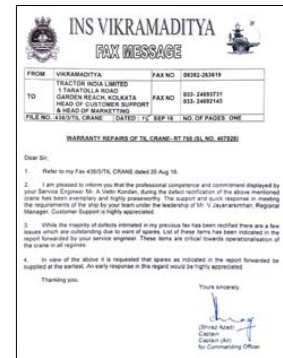 INS VIKRAMADITYA
FAX MESSAGE
FROM VIKRAMADITYA FAX NO 08382-263619
TO TRACTOR INDIA LIMITED
1 TARATOLLA ROAD
GARDEN REACH, KOLKATA
HEAD OF CUSTOMER SUPPORT
& HEAD OF MARKETTING
FAX NO 033- 24693731
033- 24692143
FILE NO. 436/3/TIL CRANE DATED : SEP 16 NO. OF PAGES ONE
WARRANTY REPAIRS OF TIL CRANE- RT 760 (SL NO. 407926)
Dear Sir,
1. Refer to my Fax 436/3/TIL CRANE dated 20 Aug 16.
2. I am pleased to inform you that the professional competence and commitment displayed by
your Service Engineer Mr. A Vetri Kondan, during the defect rectification of the above mentioned
crane has been exemplary and highly praiseworthy. The support and quick response in meeting
the requirements of the ship by your team under the leadership of Mr. V Jayanaramhan, Regional
Manager, Customer Support is highly appreciated.
3. While the majority of defects intimated in my previous fax has been rectified there are a few
issues which are outstanding due to want of spares. List of these items has been indicated in the
report forwarded by your service engineer. These items are critical towards operationalisation of
the crane in all regimes.
4. In view of the above it is requested that spares as indicated in the report forwarded be
supplied at the earliest. An early response in this regard would be highly appreciated.
Thanking you,
Yours sincerely,
(Shiraz Azad)
Captain
Captain (Air)
for Commanding Officer